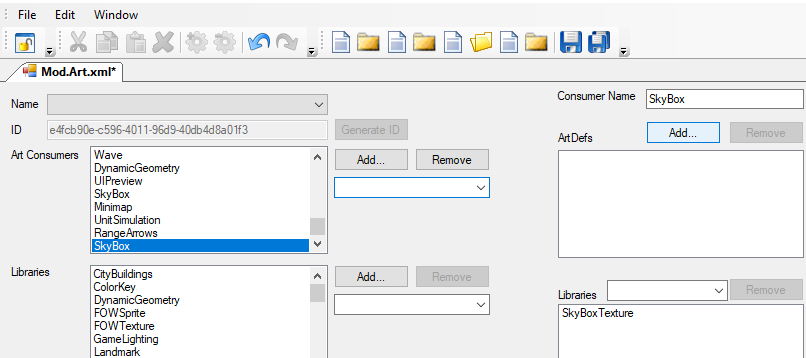 File Edit Window
Mod.Art.xml*
Name
Consumer Name SkyBox
ID e4fcb90e-c596-4011-96d9-40db4d8a01f3 Generate ID
ArtDefs Add... Remove
Art Consumers
Wave
DynamicGeometry
UIPreview
SkyBox
Minimap
UnitSimulation
RangeArrows
SkyBox
Add... Remove
Libraries
CityBuildings
ColorKey
DynamicGeometry
FOWSprite
FOWTexture
GameLighting
Landmark
Add... Remove
Libraries Remove
SkyBoxTexture